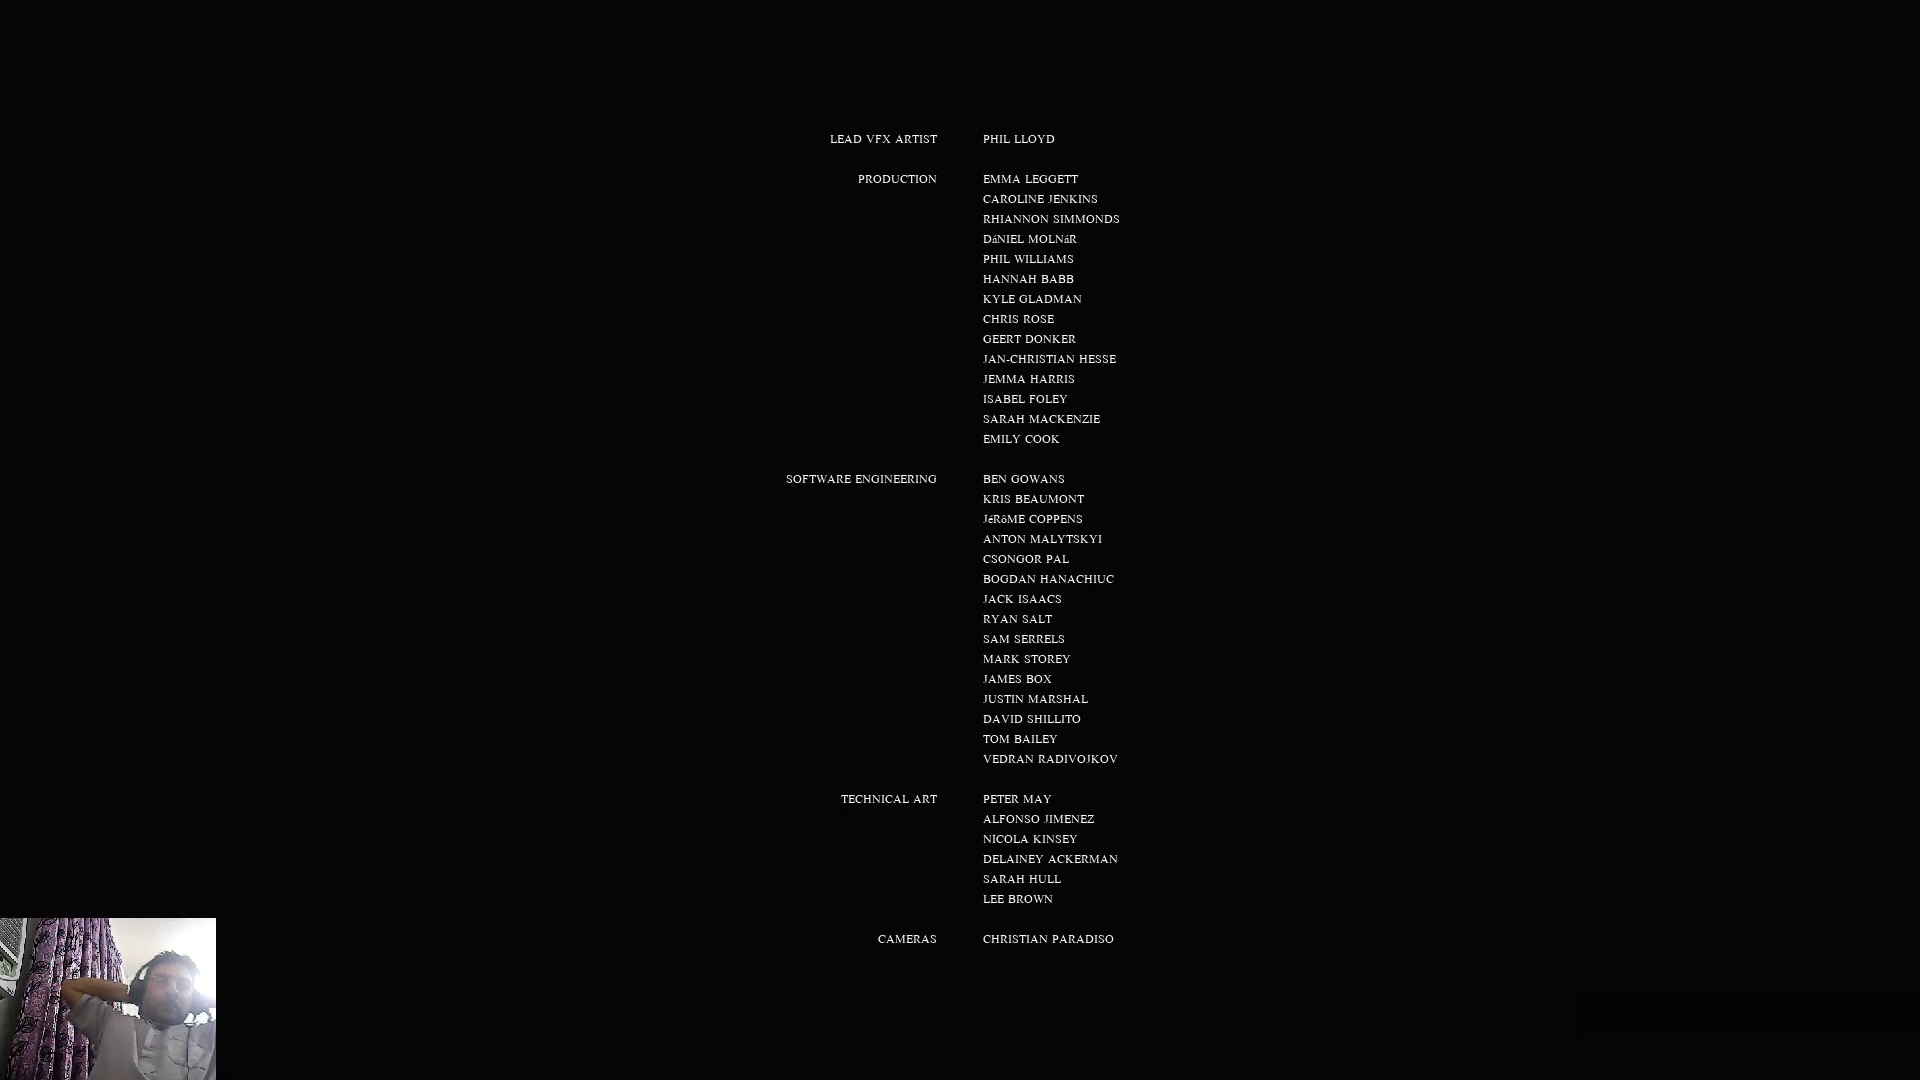 LEAD VFX ARTIST PHIL LLOYD
PRODUCTION EMMA LEGGETT
CAROLINE JENKINS
RHIANNON SIMMONDS
DáNIEL MOLNáR
PHIL WILLIAMS
HANNAH BABB
KYLE GLADMAN
CHRIS ROSE
GEERT DONKER
JAN-CHRISTIAN HESSE
JEMMA HARRIS
ISABEL FOLEY
SARAH MACKENZIE
EMILY COOK
SOFTWARE ENGINEERING BEN GOWANS
KRIS BEAUMONT
JéRôME COPPENS
ANTON MALYTSKYI
CSONGOR PAL
BOGDAN HANACHIUC
JACK ISAACS
RYAN SALT
SAM SERRELS
MARK STOREY
JAMES BOX
JUSTIN MARSHAL
DAVID SHILLITO
TOM BAILEY
VEDRAN RADIVOJKOV
TECHNICAL ART PETER MAY
ALFONSO JIMENEZ
NICOLA KINSEY
DELAINEY ACKERMAN
SARAH HULL
LEE BROWN
CAMERAS CHRISTIAN PARADISO